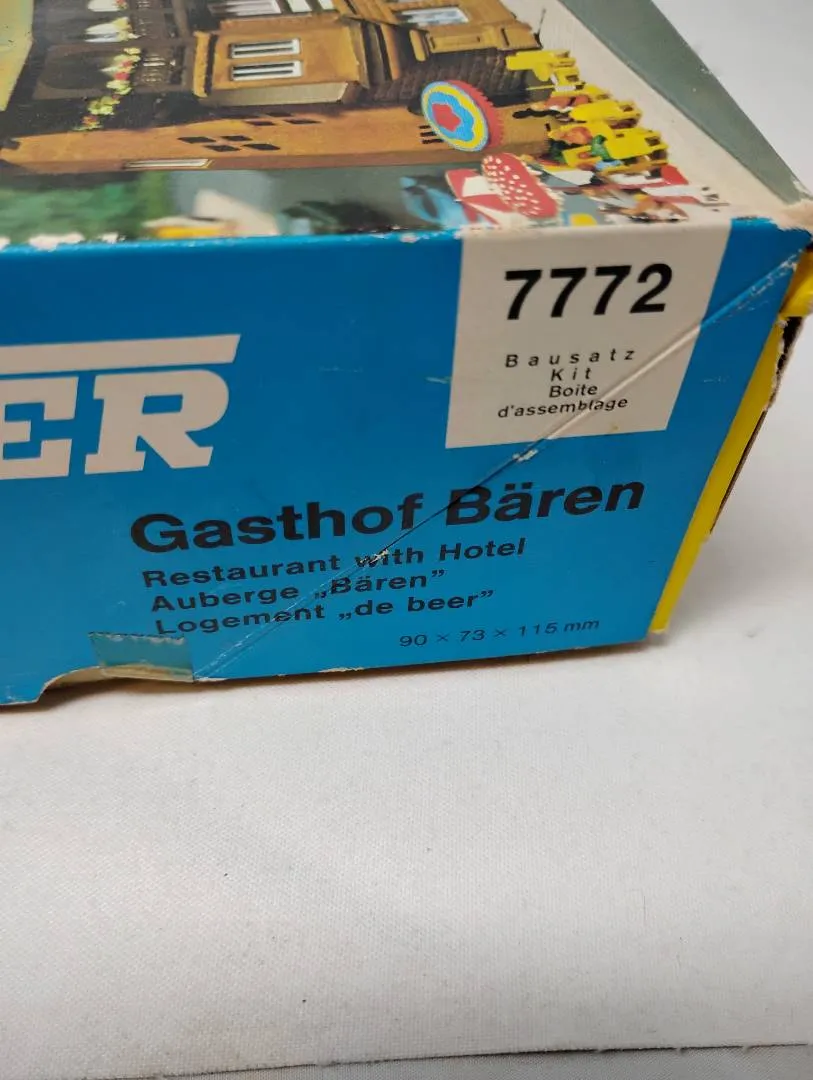 ER
7772
Bausatz
Kit
Boite
d'assemblage
Gasthof Bären
Restaurant with Hotel
Auberge „Bären”
Logement „de beer”
90 × 73 × 115 mm